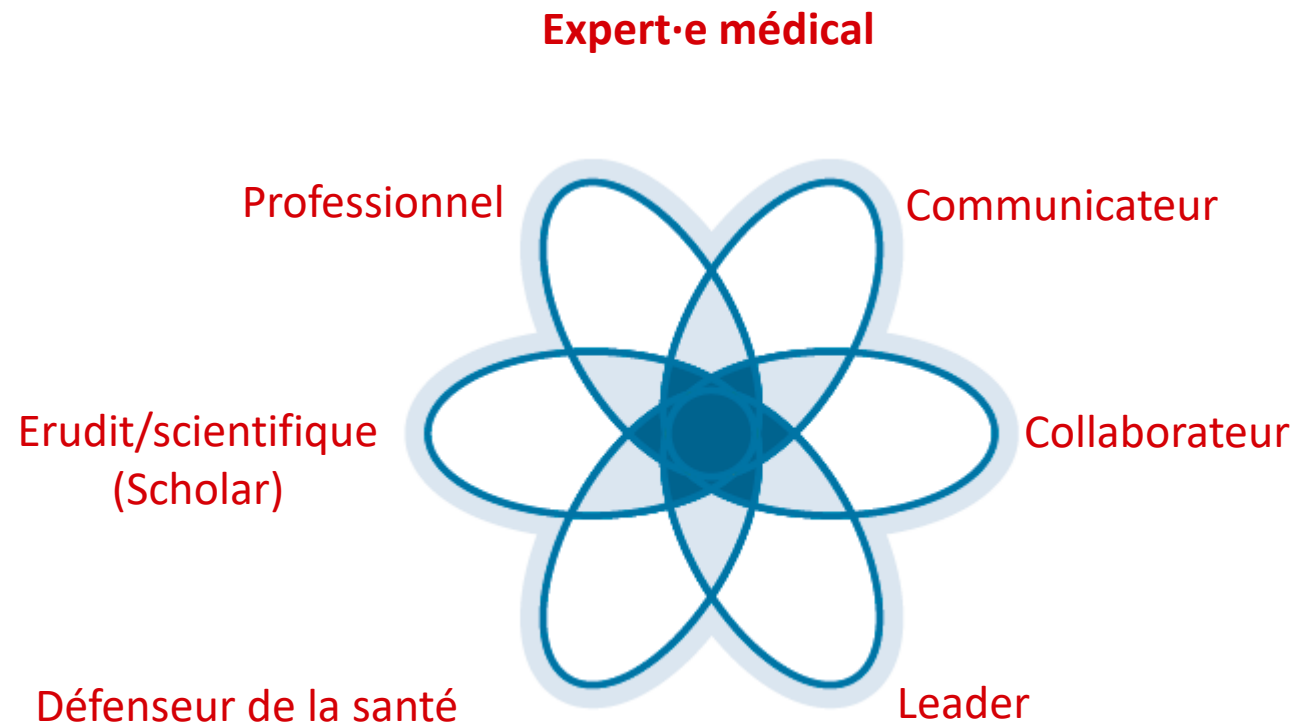 Expert·e médical
Professionnel
Communicateur
Erudit/scientifique
(Scholar)
Collaborateur
Défenseur de la santé
Leader